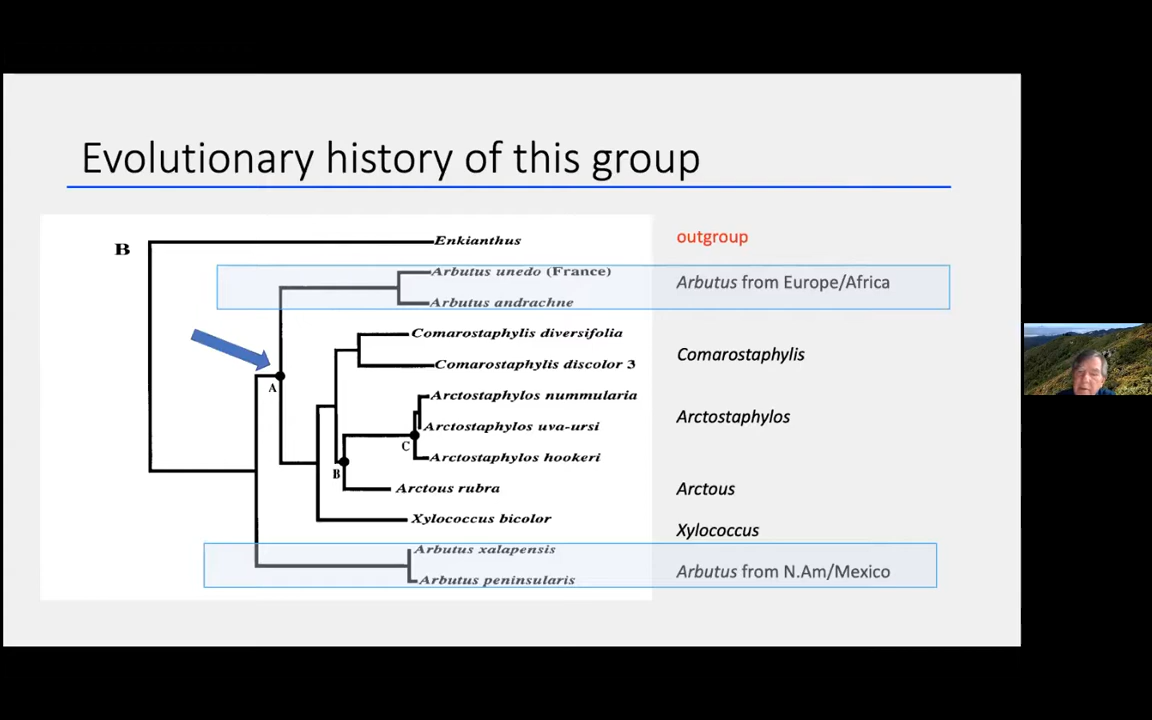 Evolutionary history of this group
B
Enkianthus
outgroup
Arbutus unedo (France)
Arbutus from Europe/Africa
Arbutus andrachne
Comarostaphylis diversifolia
Comarostaphylis
Comarostaphylis discolor 3
A
Arctostaphylos nummularia
Arctostaphylos
Arctostaphylos uva-ursi
C
Arctostaphylos hookeri
B
Arctous rubra
Arctous
Xylococcus bicolor
Xylococcus
Arbutus xalapensis
Arbutus from N.Am/Mexico
Arbutus peninsularis